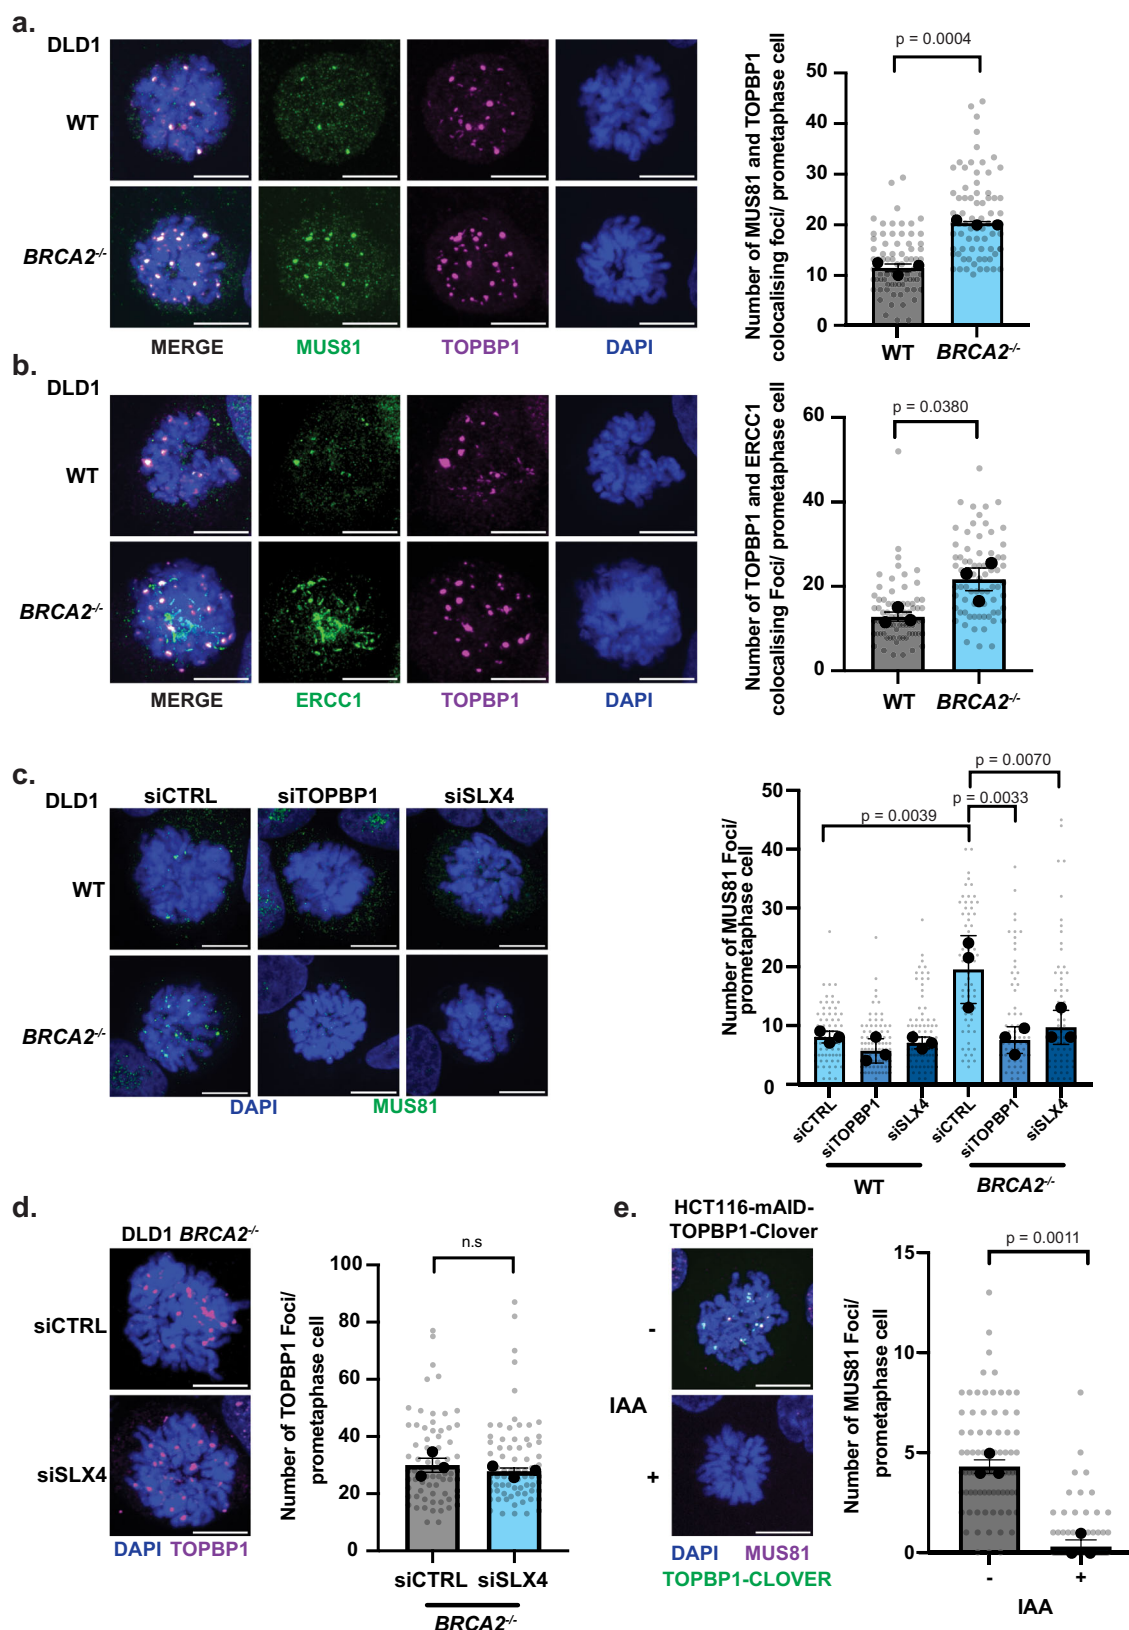 a.
DLD1
WT
BRCA2-/-
MERGE MUS81 TOPBP1 DAPI
Number of MUS81 and TOPBP1
colocalising foci/ prometaphase cell
p = 0.0004
50
40
30
20
10
0
WT BRCA2-/-
b.
DLD1
WT
BRCA2-/-
MERGE ERCC1 TOPBP1 DAPI
Number of TOPBP1 and ERCC1
colocalising Foci/ prometaphase cell
p = 0.0380
60
40
20
0
WT BRCA2-/-
c.
DLD1
siCTRL siTOPBP1 siSLX4
WT
BRCA2-/-
DAPI MUS81
Number of MUS81 Foci/
prometaphase cell
p = 0.0070
p = 0.0033
p = 0.0039
50
40
30
20
10
0
siCTRL siTOPBP1 siSLX4 siCTRL siTOPBP1 siSLX4
WT BRCA2-/-
d.
DLD1 BRCA2-/-
siCTRL
siSLX4
DAPI TOPBP1
Number of TOPBP1 Foci/
prometaphase cell
n.s
100
80
60
40
20
0
siCTRL siSLX4
BRCA2-/-
e.
HCT116-mAID-
TOPBP1-Clover
-
IAA
+
DAPI MUS81
TOPBP1-CLOVER
Number of MUS81 Foci/
prometaphase cell
p = 0.0011
15
10
5
0
- +
IAA